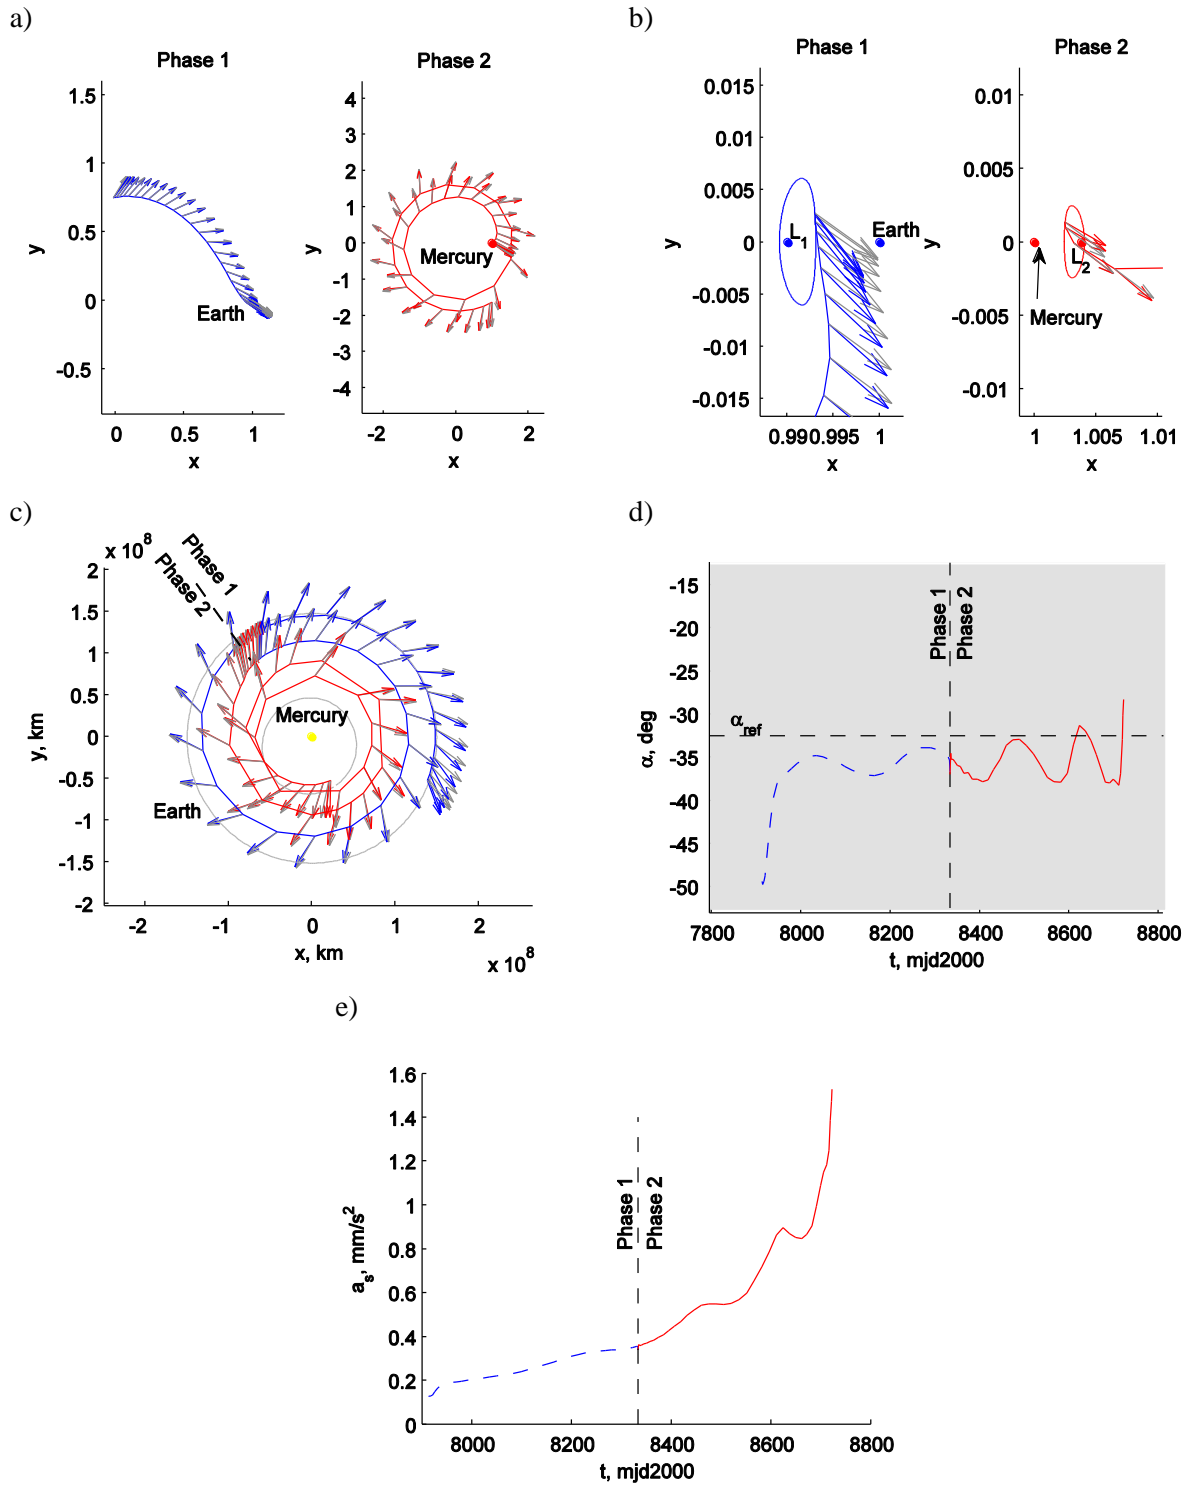 a)
Phase 1
Phase 2
1.5
1
0.5
0
-0.5
y
Earth
0
0.5
1
x
4
3
2
1
0
-1
-2
-3
-4
y
Mercury
-2
0
2
x
b)
Phase 1
Phase 2
0.015
0.01
0.005
0
-0.005
-0.01
-0.015
y
L1
Earth
0.99
0.995
1
x
0.01
0.005
0
-0.005
-0.01
y
L2
Mercury
1
1.005
1.01
x
c)
x 10^8
Phase 1
Phase 2
2
1.5
1
0.5
0
-0.5
-1
-1.5
-2
y, km
Mercury
Earth
-2
-1
0
1
2
x, km
x 10^8
d)
-15
-20
-25
-30
-35
-40
-45
-50
α, deg
αref
Phase 1
Phase 2
7800
8000
8200
8400
8600
8800
t, mjd2000
e)
1.6
1.4
1.2
1
0.8
0.6
0.4
0.2
0
as, mm/s²
Phase 1
Phase 2
8000
8200
8400
8600
8800
t, mjd2000